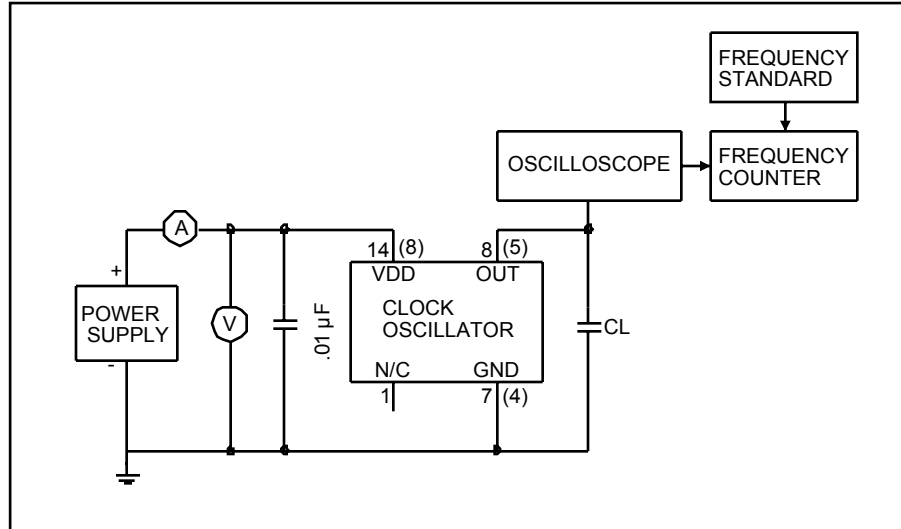 FREQUENCY
STANDARD
OSCILLOSCOPE
FREQUENCY
COUNTER
A
14 (8)
8 (5)
VDD
OUT
+
POWER
SUPPLY
-
V
.01 µF
CLOCK
OSCILLATOR
CL
N/C
GND
1
7 (4)